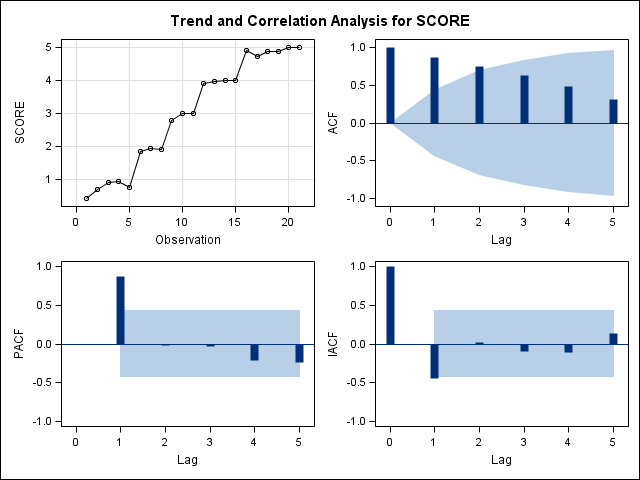 Trend and Correlation Analysis for SCORE
SCORE
5
4
3
2
1
0 5 10 15 20
Observation
ACF
1.0
0.5
0.0
-0.5
-1.0
0 1 2 3 4 5
Lag
PACF
1.0
0.5
0.0
-0.5
-1.0
0 1 2 3 4 5
Lag
IACF
1.0
0.5
0.0
-0.5
-1.0
0 1 2 3 4 5
Lag